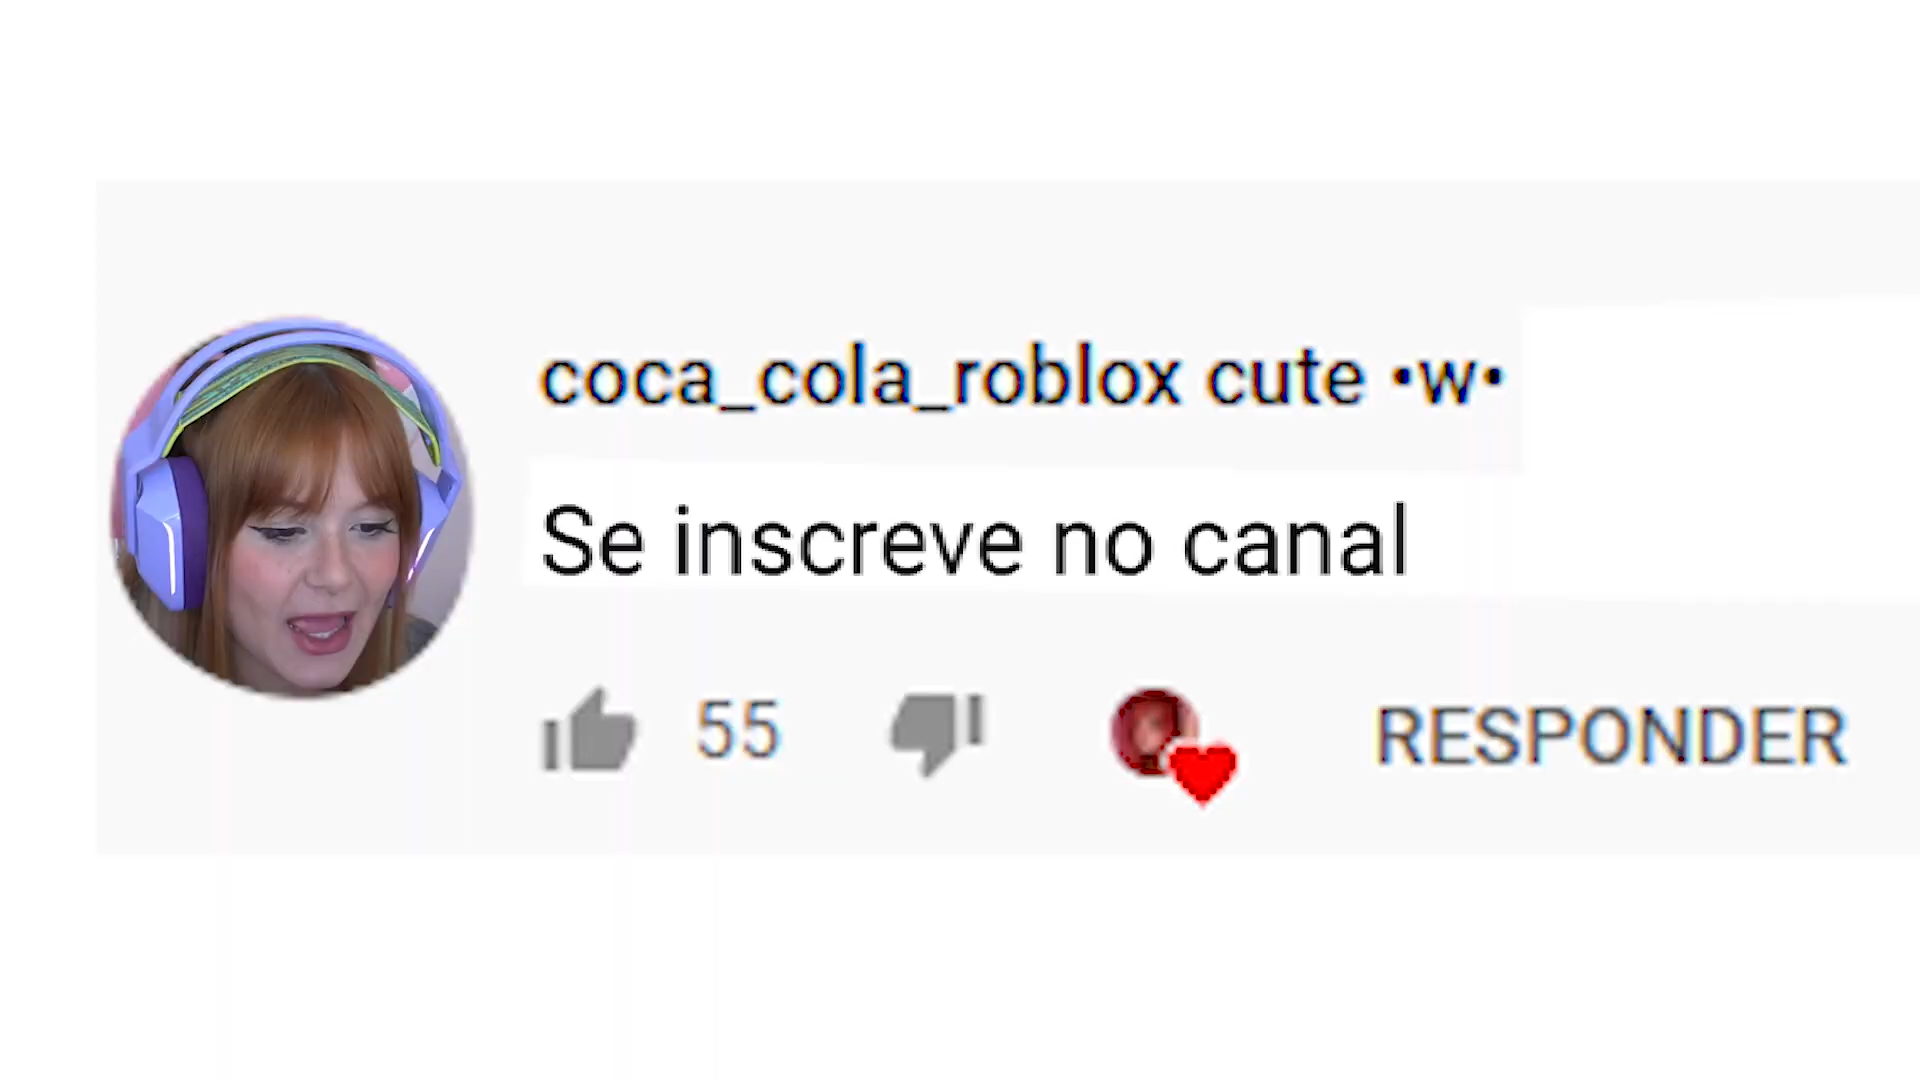 coca_cola_roblox cute •w•
Se inscreve no canal
55
RESPONDER